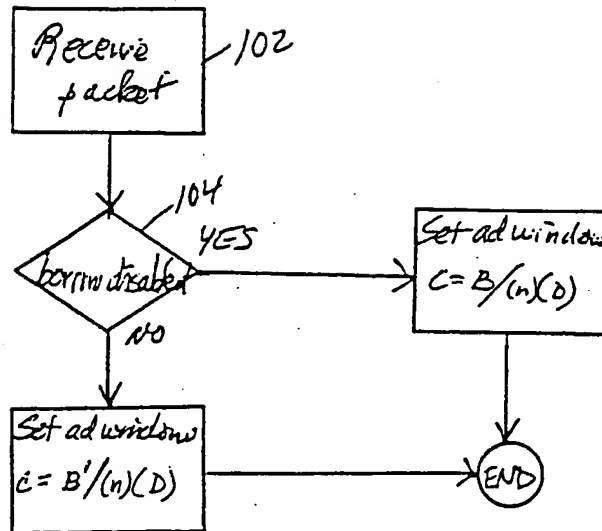 Receive
packet
102
104
YES
borrow disabled
NO
Set ad window
C = B/(n)(D)
Set ad window
C = B'/(n)(D)
END